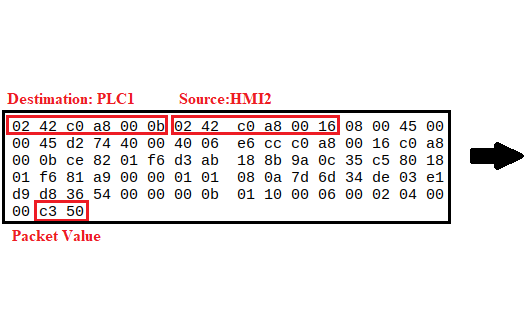 Destimation: PLC1 Source:HMI2
02 42 c0 a8 00 0b 02 42 c0 a8 00 16 08 00 45 00
00 45 d2 74 40 00 40 06 e6 cc c0 a8 00 16 c0 a8
00 0b ce 82 01 f6 d3 ab 18 8b 9a 0c 35 c5 80 18
01 f6 81 a9 00 00 01 01 08 0a 7d 6d 34 de 03 e1
d9 d8 36 54 00 00 00 0b 01 10 00 06 00 02 04 00
00 c3 50
Packet Value